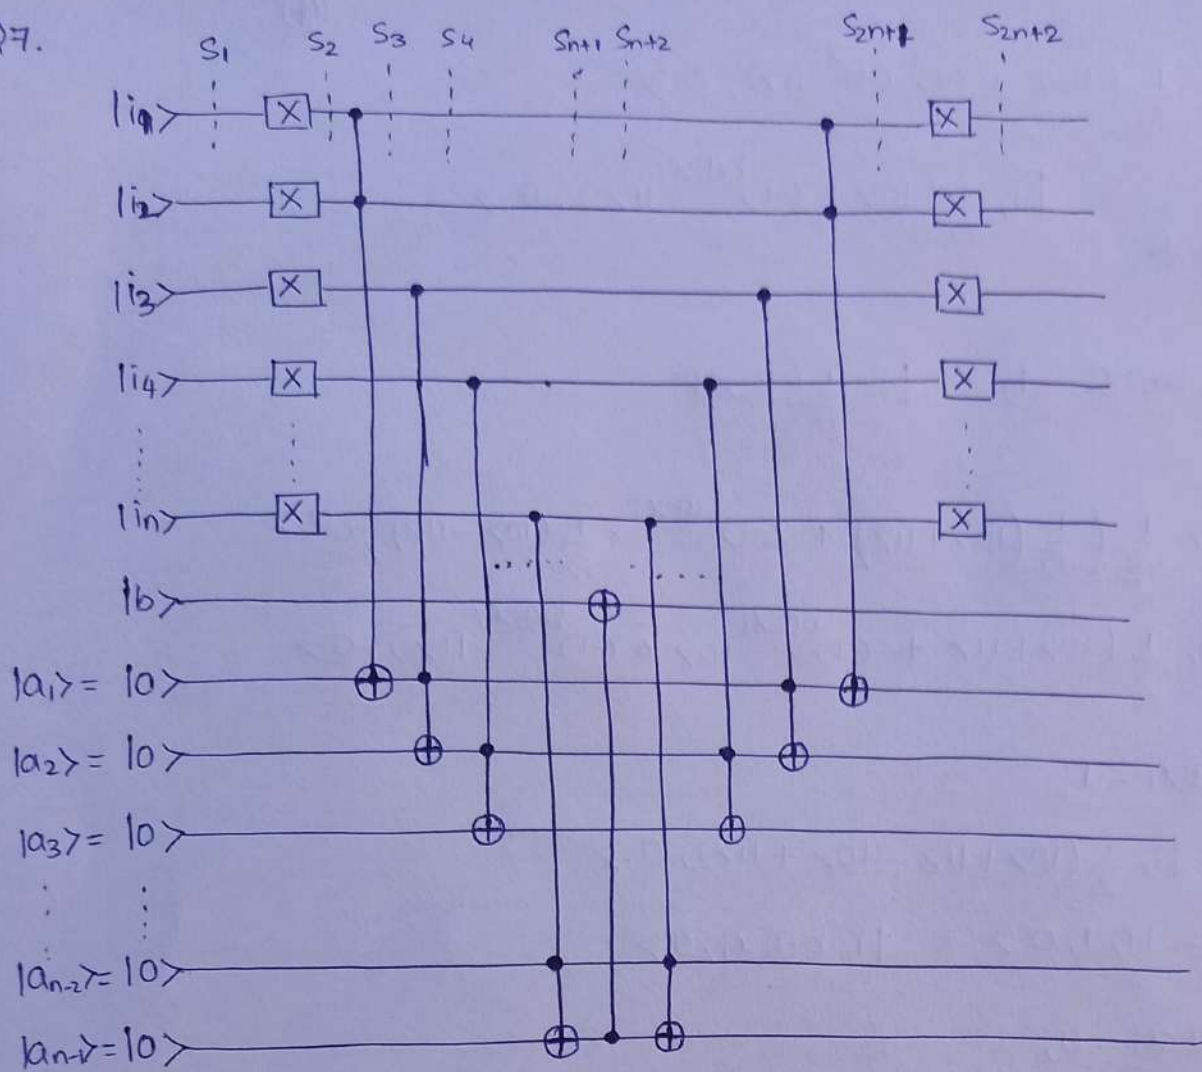 Q7.
S1 S2 S3 S4 Sn+1 Sn+2 S2n+1 S2n+2
|i1> X X
|i2> X X
|i3> X X
|i4> X X
|in> X X
|b>
|a1> = |0>
|a2> = |0>
|a3> = |0>
|an-2> = |0>
|an-1> = |0>